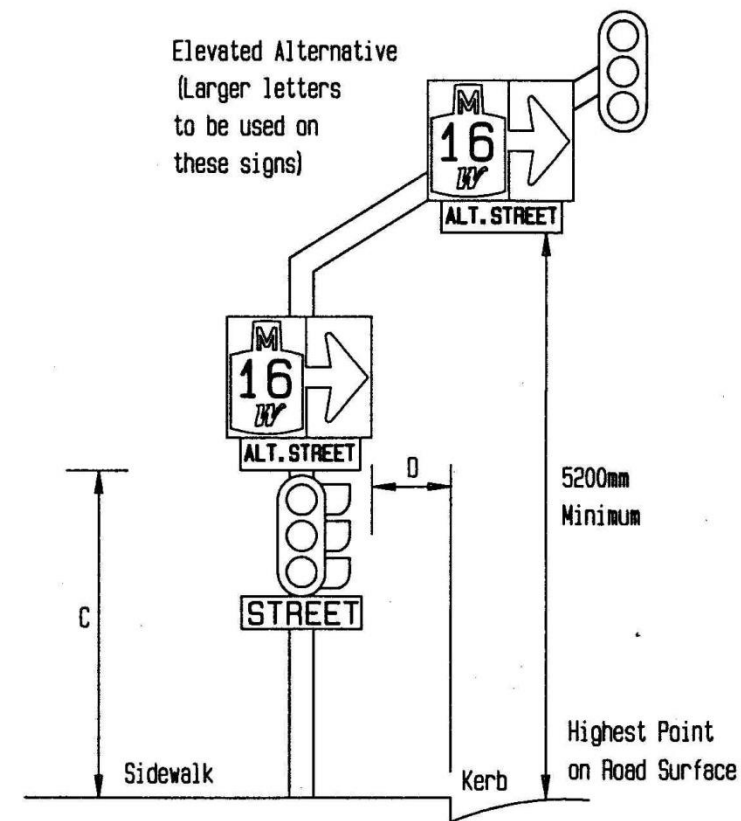 Elevated Alternative
(Larger letters
to be used on
these signs)
M
16
W
ALT.STREET
M
16
W
ALT.STREET
D
5200mm
Minimum
C
STREET
Highest Point
on Road Surface
Sidewalk
Kerb